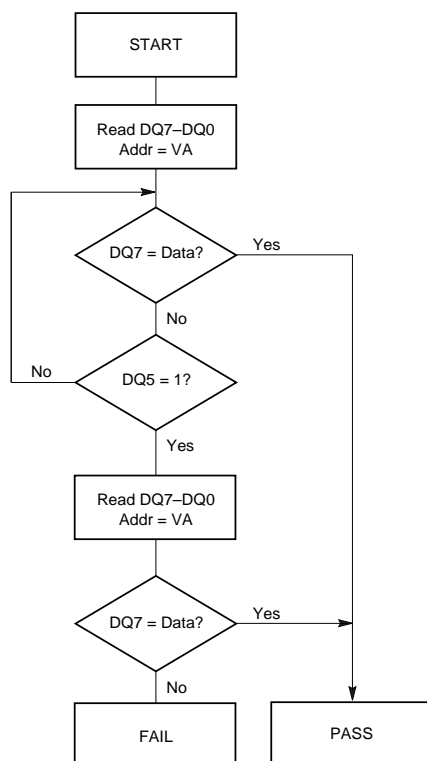 START
Read DQ7–DQ0
Addr = VA
DQ7 = Data?
Yes
No
No
DQ5 = 1?
Yes
Read DQ7–DQ0
Addr = VA
DQ7 = Data?
Yes
No
FAIL
PASS